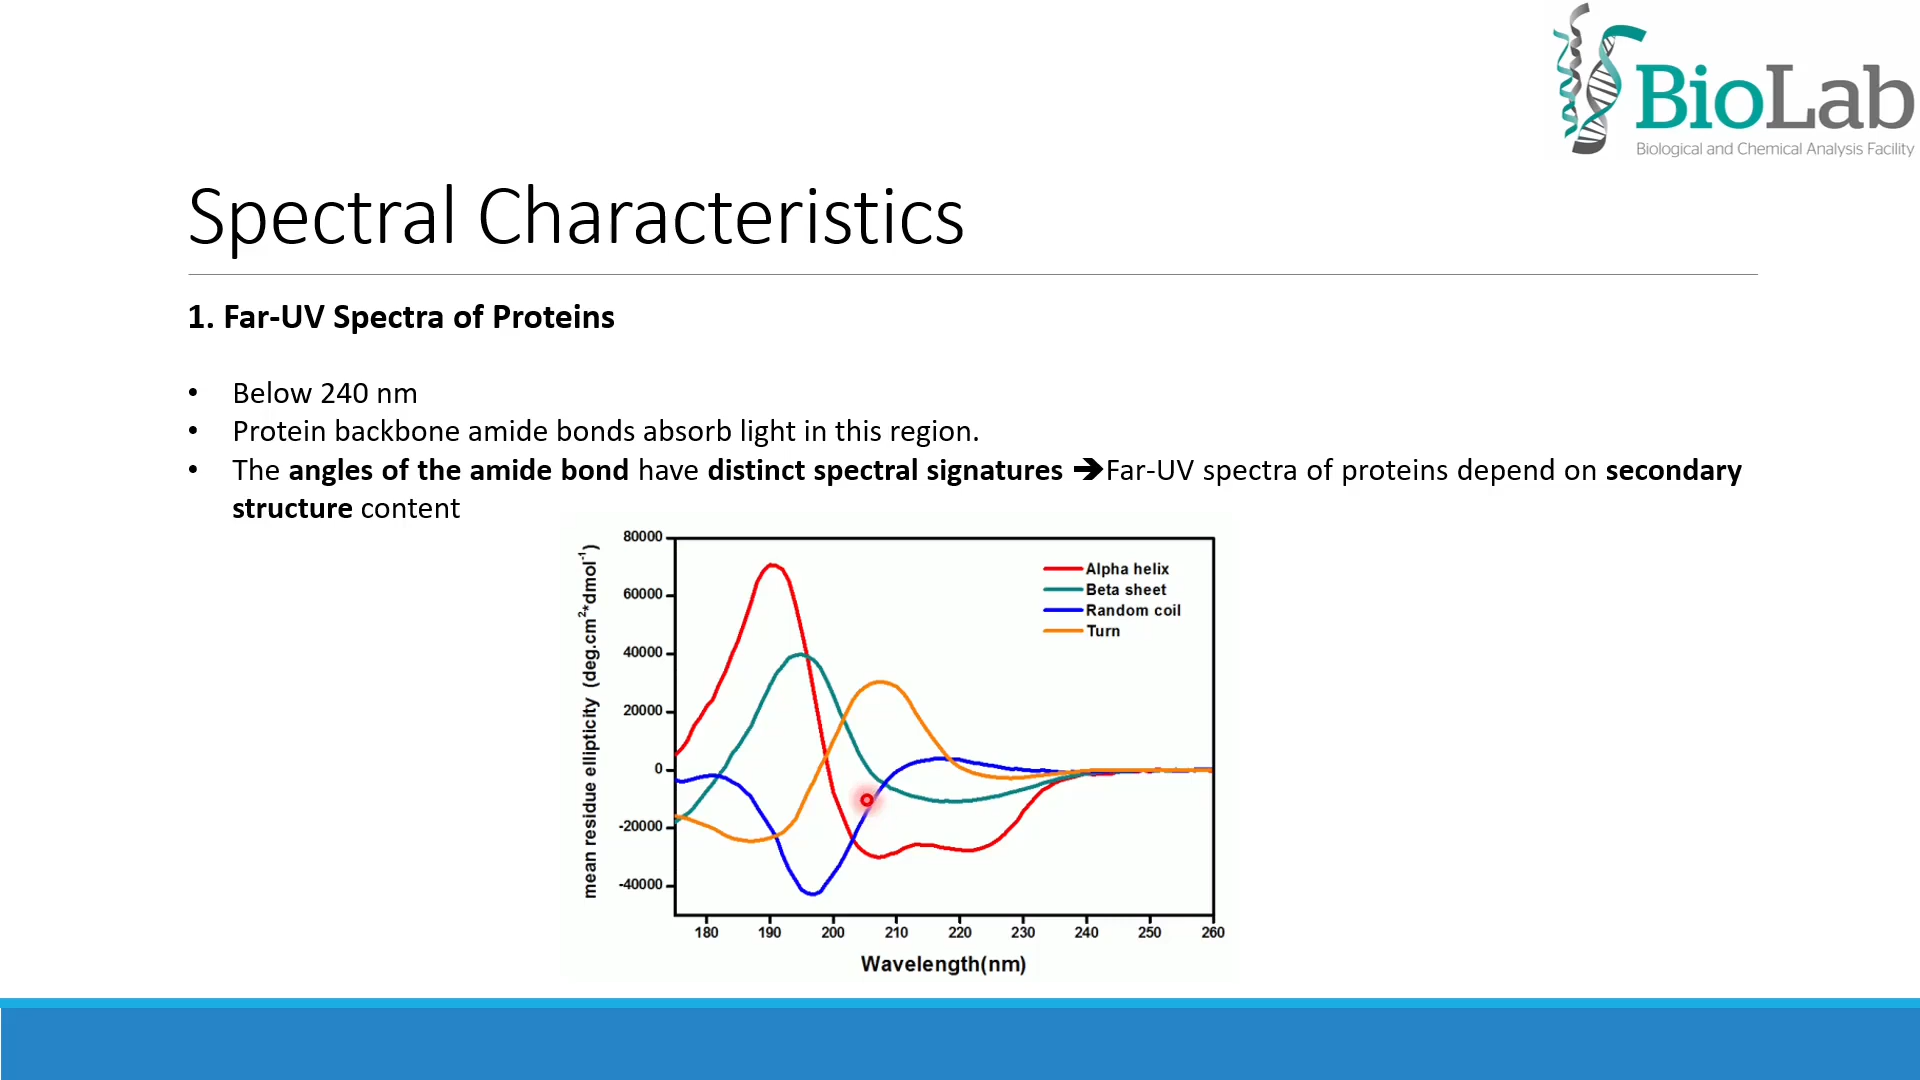 BioLab
Biological and Chemical Analysis Facility
Spectral Characteristics
1. Far-UV Spectra of Proteins
• Below 240 nm
• Protein backbone amide bonds absorb light in this region.
• The angles of the amide bond have distinct spectral signatures 🡺Far-UV spectra of proteins depend on secondary
structure content
mean residue ellipticity (deg.cm²*dmol⁻¹)
80000
60000
40000
20000
0
-20000
-40000
Alpha helix
Beta sheet
Random coil
Turn
180 190 200 210 220 230 240 250 260
Wavelength(nm)